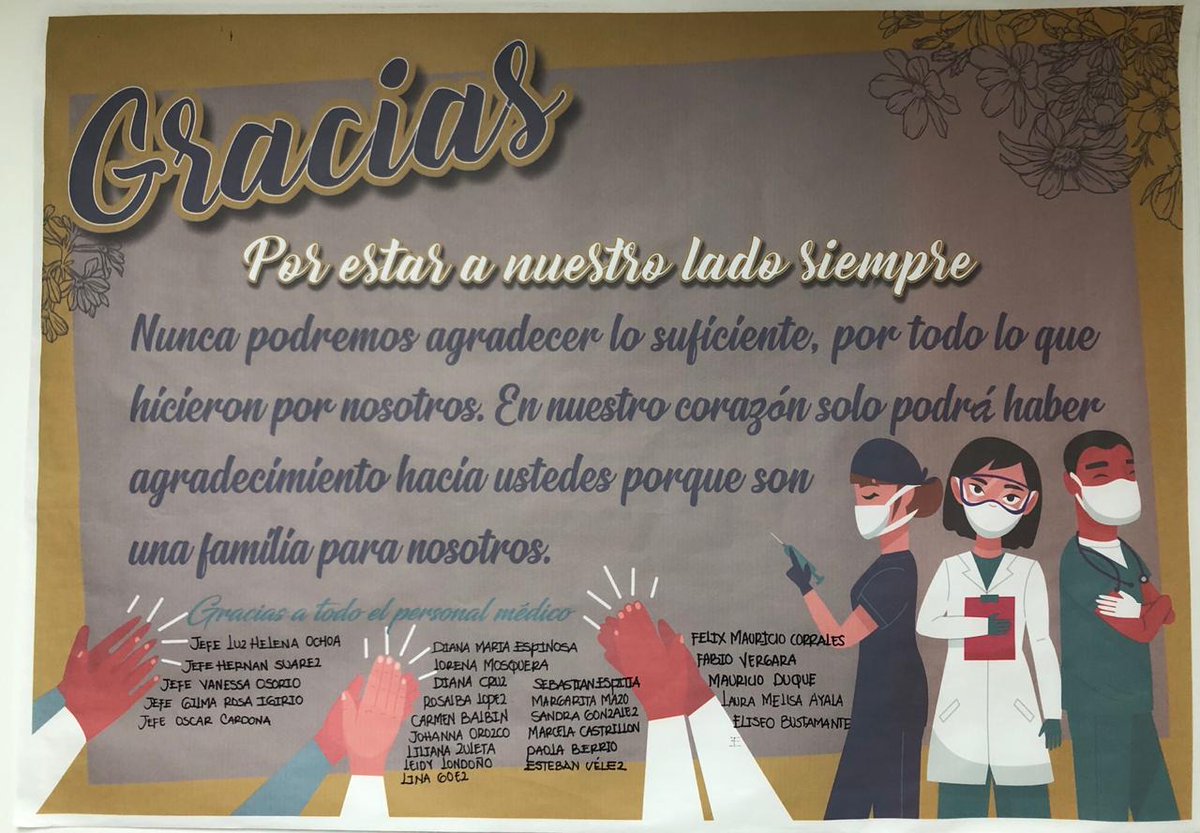 Gracias
Por estar a nuestro lado siempre
Nunca podremos agradecer lo suficiente, por todo lo que
hicieron por nosotros. En nuestro corazón solo podrá haber
agradecimiento hacia ustedes porque son
una familia para nosotros.
Gracias a todo el personal médico
JEFE LUZ HELENA OCHOA
JEFE HERNAN SUAREZ
JEFE VANESSA OSORIO
JEFE GILMA ROSA IGIRIO
JEFE OSCAR CARDONA
DIANA MARIA ESPINOSA
LORENA MOSQUERA
DIANA CRUZ
ROSALBA LOPEZ
CARMEN BALBIN
JOHANNA OROZCO
LILIANA ZULETA
LEIDY LONDOÑO
LINA GOEZ
SEBASTIAN ESPITIA
MARGARITA MAZO
SANDRA GONZALEZ
MARCELA CASTRILLON
PAOLA BERRIO
ESTEBAN VÉLEZ
FELIX MAURICIO CORRALES
FABIO VERGARA
MAURICIO DUQUE
LAURA MELISA AYALA
ELISEO BUSTAMANTE